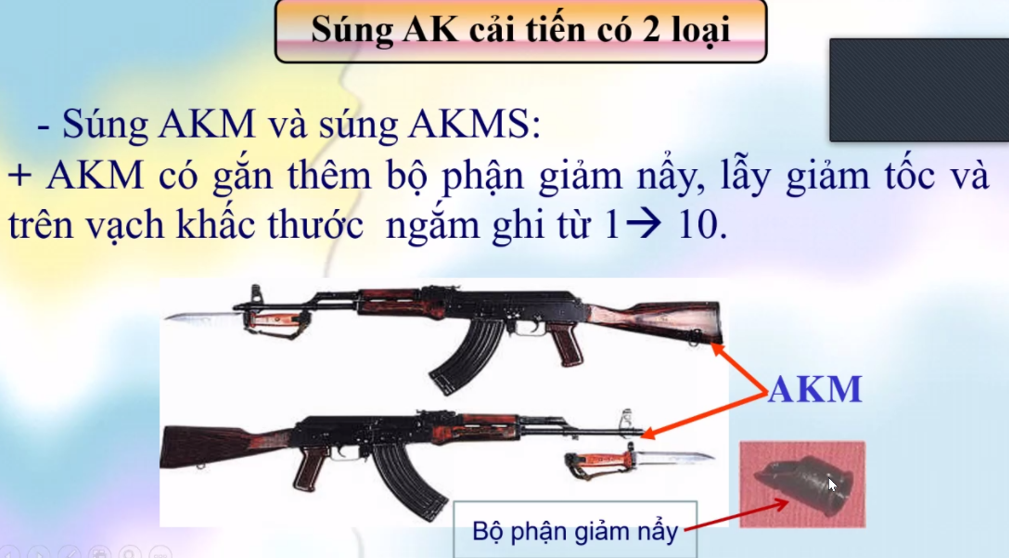 Súng AK cải tiến có 2 loại
- Súng AKM và súng AKMS:
+ AKM có gắn thêm bộ phận giảm nẩy, lẫy giảm tốc và
trên vạch khấc thước ngắm ghi từ 1→ 10.
AKM
Bộ phận giảm nẩy